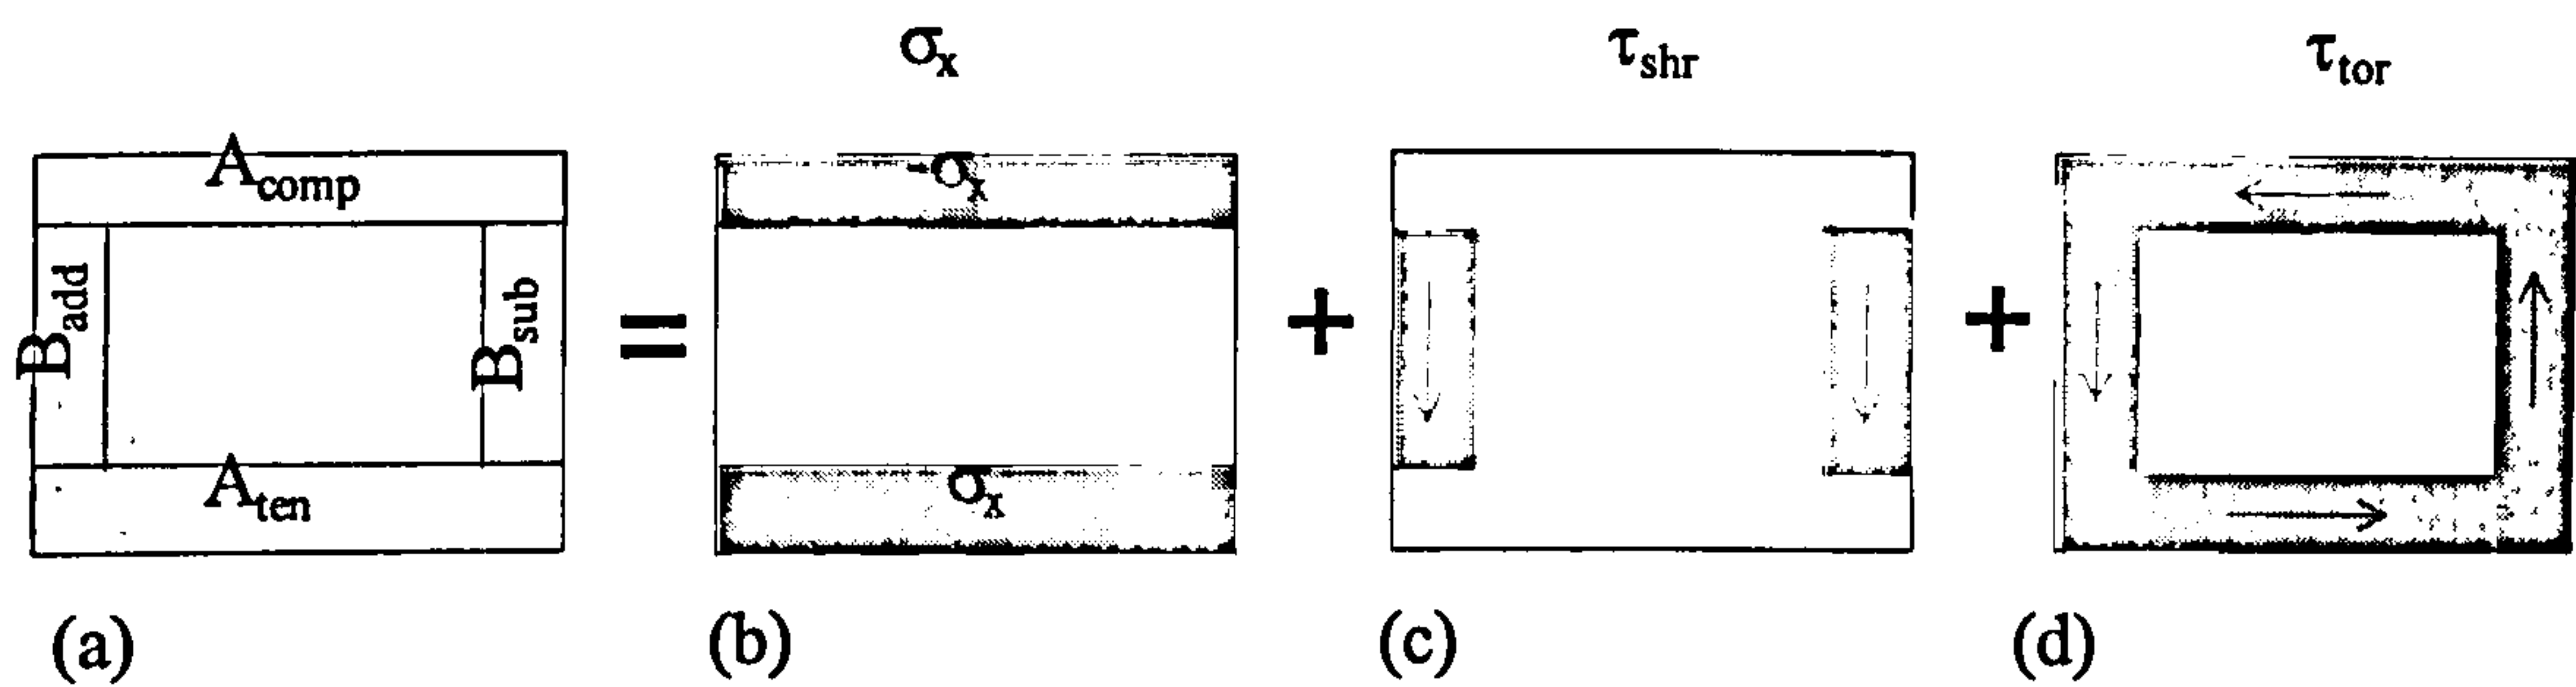 σx
τshr
τtor
Acomp
Badd
Bsub
Aten
=
-σx
σx
+
+
(a)
(b)
(c)
(d)